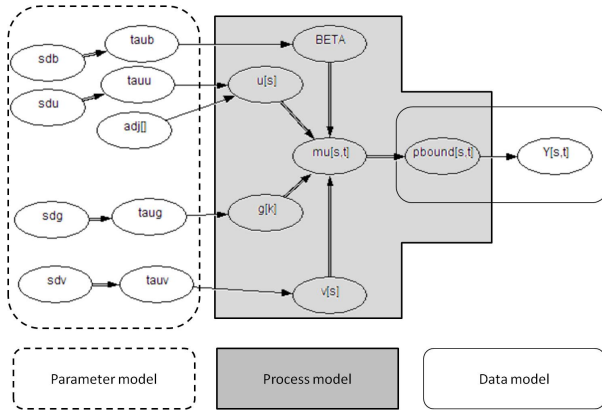 sdb
taub
BETA
sdu
tauu
u[s]
adj[]
mu[s,t]
pbound[s,t]
Y[s,t]
sdg
taug
g[k]
sdv
tauv
v[s]
Parameter model
Process model
Data model